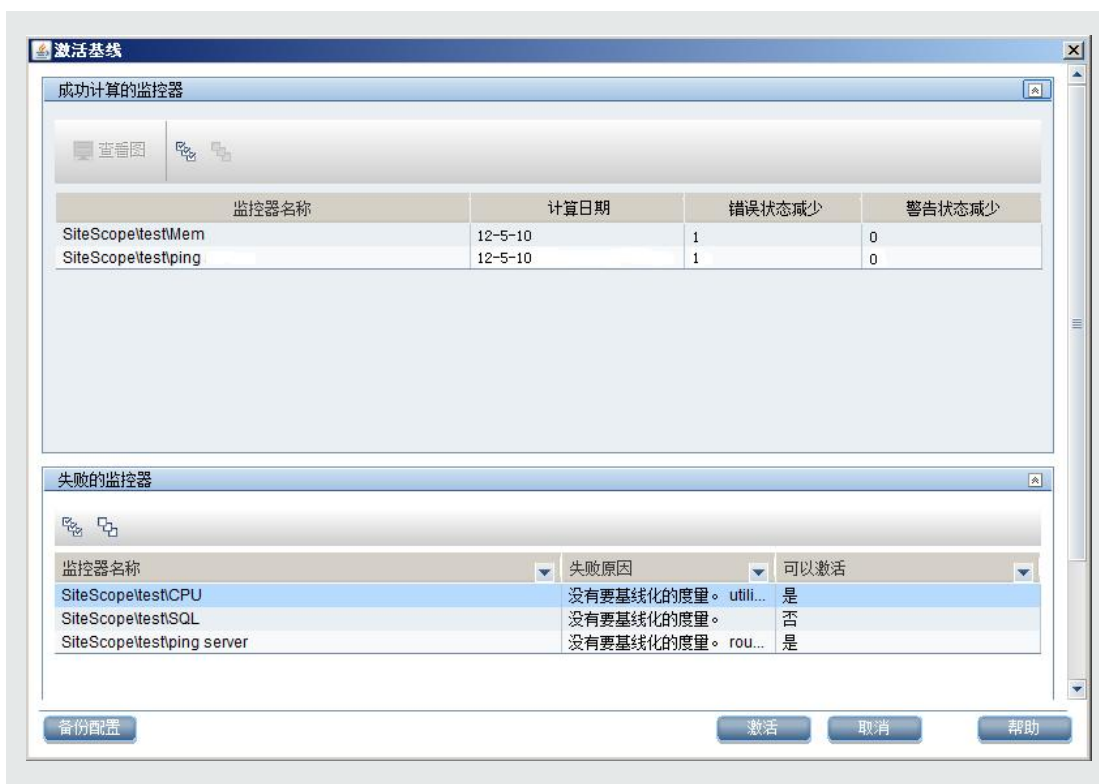 激活基线
成功计算的监控器
查看图
监控器名称 计算日期 错误状态减少 警告状态减少
SiteScope\test\Mem 12-5-10 1 0
SiteScope\test\ping 12-5-10 1 0
失败的监控器
监控器名称 失败原因 可以激活
SiteScope\test\CPU 没有要基线化的度量。 utili... 是
SiteScope\test\SQL 没有要基线化的度量。 否
SiteScope\test\ping server 没有要基线化的度量。 rou... 是
备份配置 激活 取消 帮助